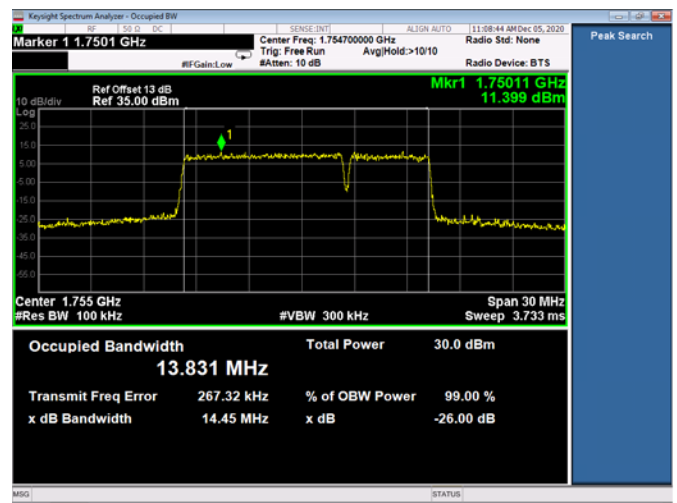 Keysight Spectrum Analyzer - Occupied BW
RF 50 Ω DC SENSE:INT ALIGN AUTO 11:08:44 AM Dec 05, 2020
Marker 1 1.7501 GHz Center Freq: 1.754700000 GHz Radio Std: None Peak Search
Trig: Free Run Avg|Hold:>10/10
#IFGain:Low #Atten: 10 dB Radio Device: BTS
Ref Offset 13 dB Mkr1 1.75011 GHz
10 dB/div Ref 35.00 dBm 11.399 dBm
Log
25.0
1
15.0
5.00
-5.00
-15.0
-25.0
-35.0
-45.0
-55.0
Center 1.755 GHz Span 30 MHz
#Res BW 100 kHz #VBW 300 kHz Sweep 3.733 ms
Occupied Bandwidth Total Power 30.0 dBm
13.831 MHz
Transmit Freq Error 267.32 kHz % of OBW Power 99.00 %
x dB Bandwidth 14.45 MHz x dB -26.00 dB
MSG STATUS